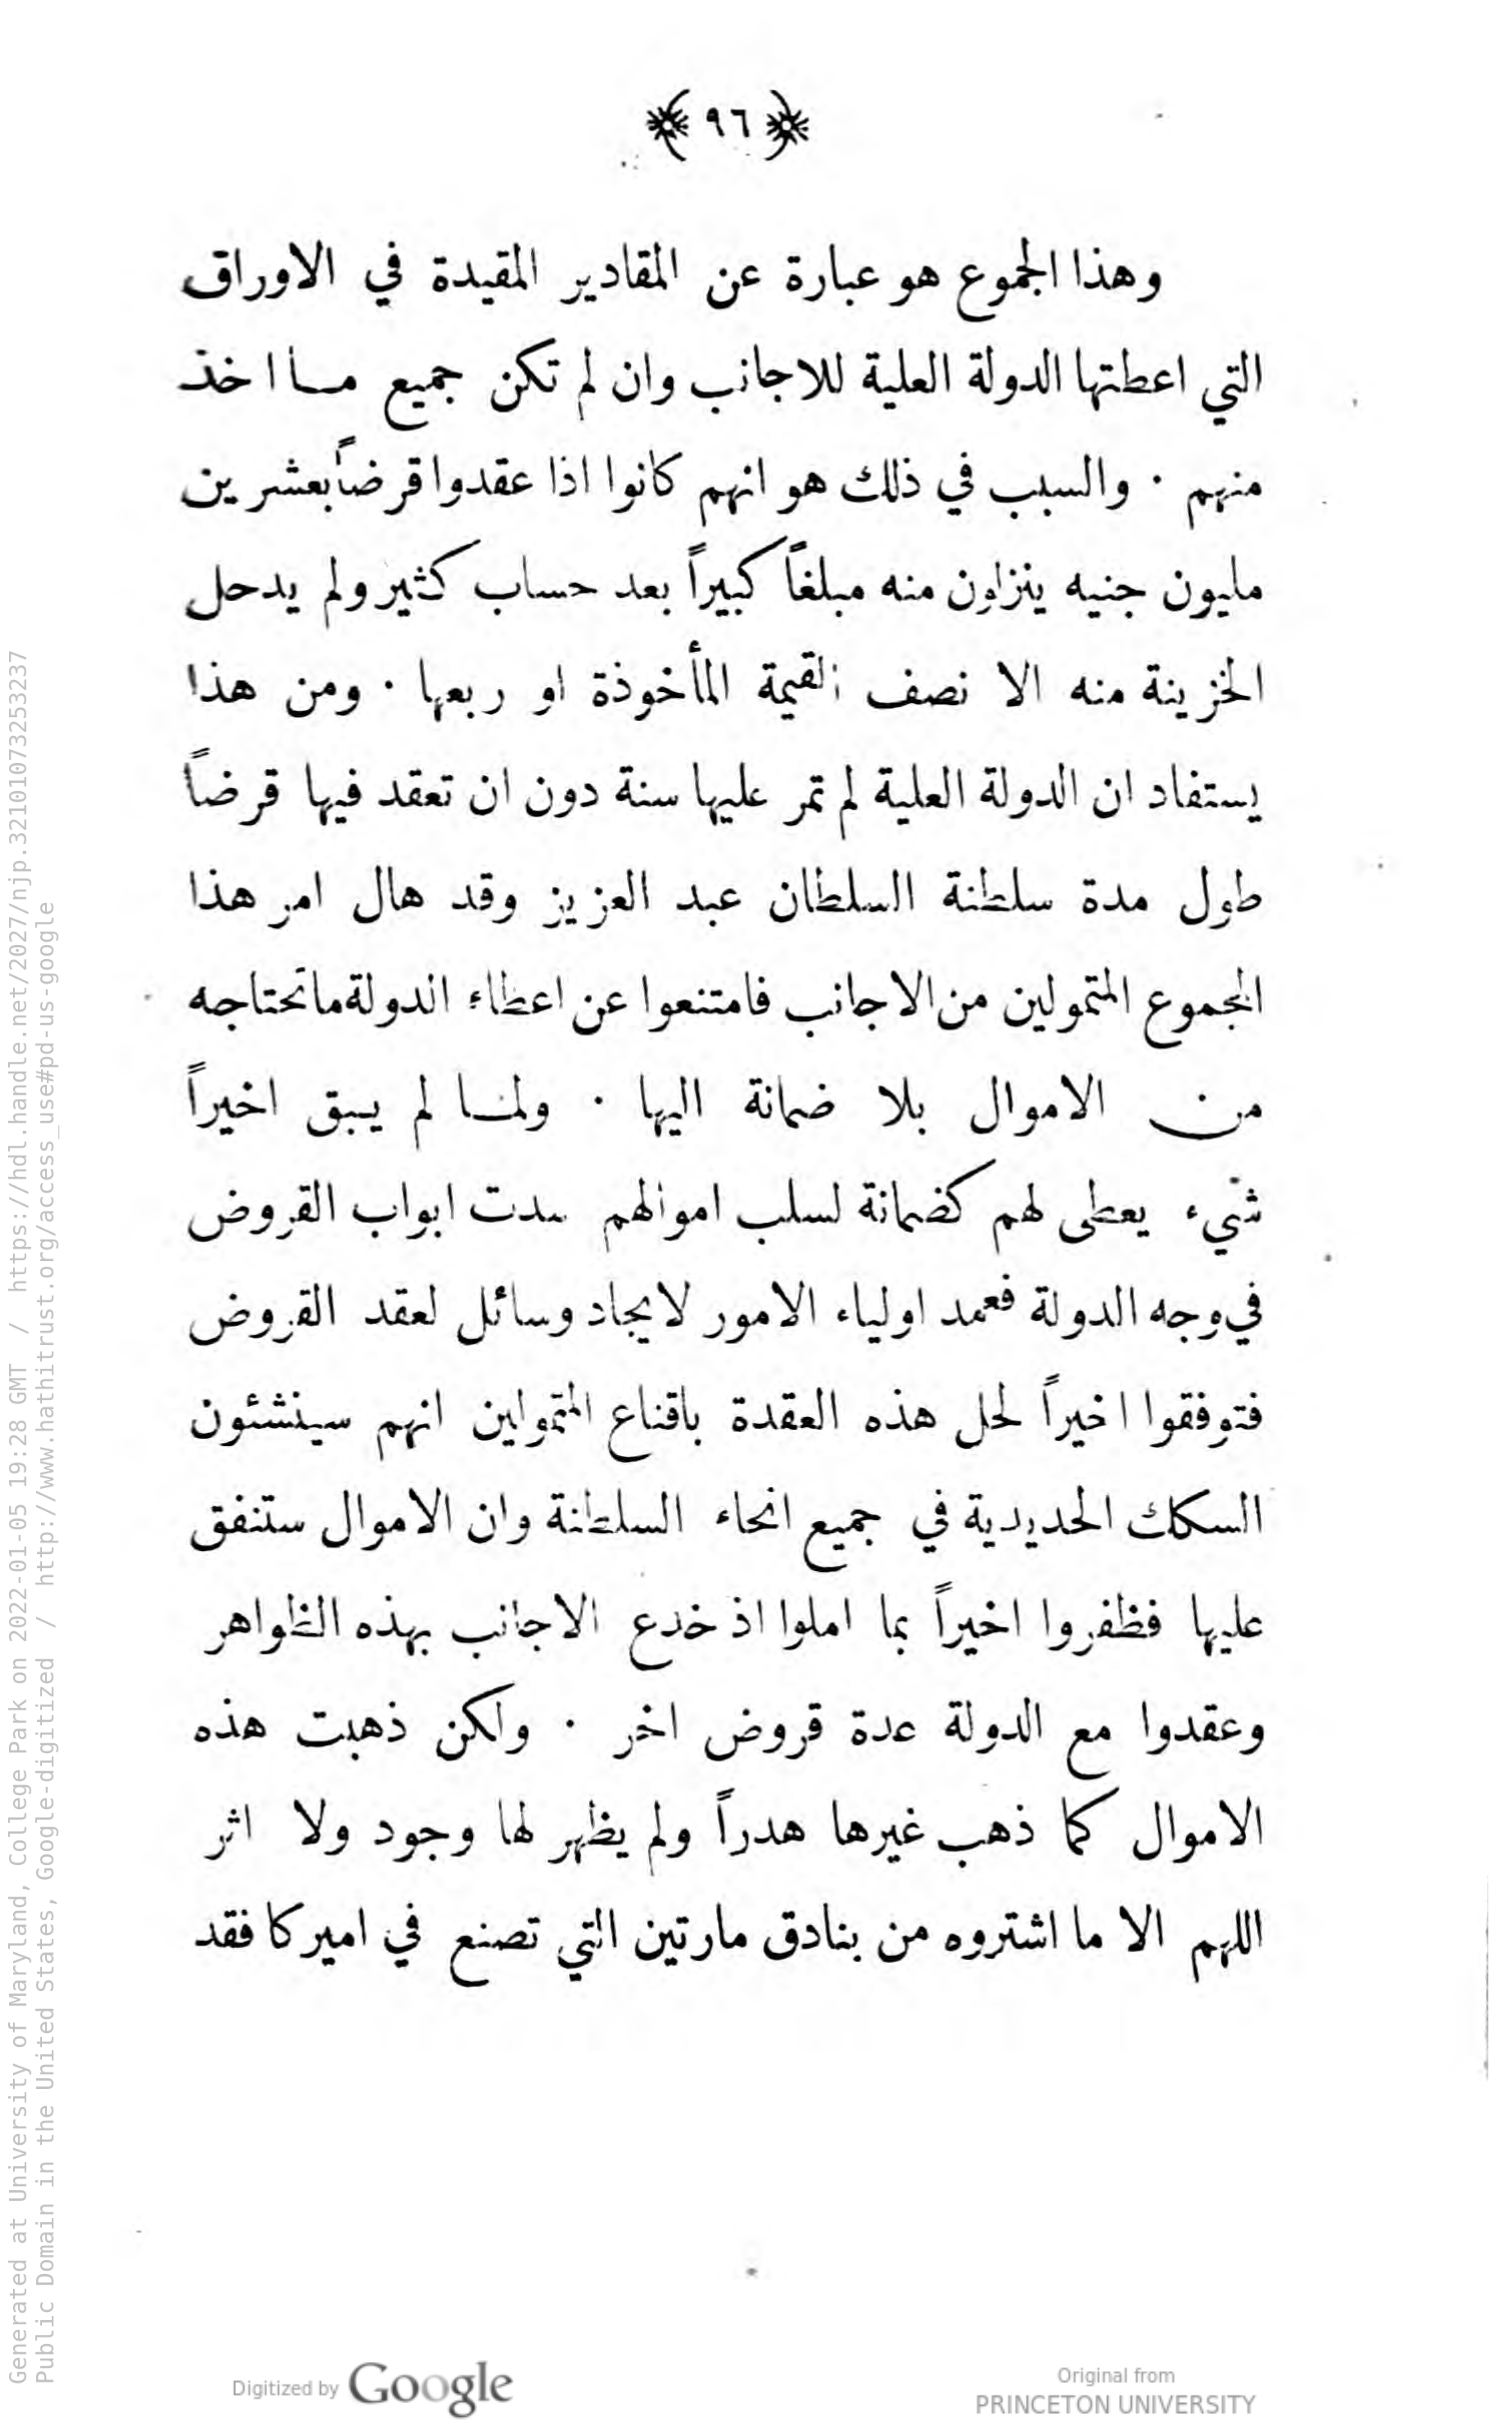 ﴿ ٩٦ ﴾
وهذا المجموع هو عبارة عن المقادير المقيدة في الاوراق
التي اعطتها الدولة العلية للاجانب وان لم تكن جميع ما اخذ
منهم · والسبب في ذلك هو انهم كانوا اذا عقدوا قرضاً بعشرين
مليون جنيه ينزلون منه مبلغاً كبيراً بعد حساب كثير ولم يدحل
الخزينة منه الا نصف القيمة المأخوذة او ربعها · ومن هذا
يستفاد ان الدولة العلية لم تمر عليها سنة دون ان تعقد فيها قرضاً
طول مدة سلطنة السلطان عبد العزيز وقد هال امر هذا
المجموع المتمولين من الاجانب فامتنعوا عن اعطاء الدولة ما تحتاجه
من الاموال بلا ضمانة اليها · ولما لم يبق اخيراً
شيء يعطى لهم كضمانة لسلب اموالهم سدت ابواب القروض
في وجه الدولة فعمد اولياء الامور لايجاد وسائل لعقد القروض
فتوفقوا اخيراً لحل هذه العقدة باقناع المتمولين انهم سينشئون
السكك الحديدية في جميع انحاء السلطنة وان الاموال ستنفق
عليها فظفروا اخيراً بما املوا اذ خدع الاجانب بهذه الظواهر
وعقدوا مع الدولة عدة قروض اخر · ولكن ذهبت هذه
الاموال كما ذهب غيرها هدراً ولم يظهر لها وجود ولا اثر
اللهم الا ما اشتروه من بنادق مارتين التي تصنع في اميركا فقد
Digitized by Google
Original from
PRINCETON UNIVERSITY
Generated at University of Maryland, College Park on 2022-01-05 19:28 GMT / https://hdl.handle.net/2027/njp.32101073253237
Public Domain in the United States, Google-digitized / http://www.hathitrust.org/access_use#pd-us-google